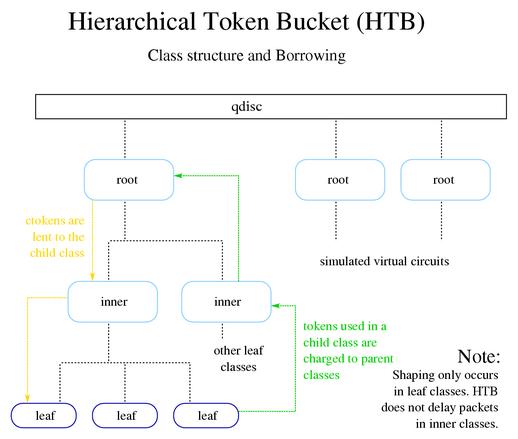 Hierarchical Token Bucket (HTB)
Class structure and Borrowing
qdisc
root
root
root
ctokens are
lent to the
child class
simulated virtual circuits
inner
inner
other leaf
classes
tokens used in a
child class are
charged to parent
classes
Note:
Shaping only occurs
in leaf classes. HTB
does not delay packets
in inner classes.
leaf
leaf
leaf